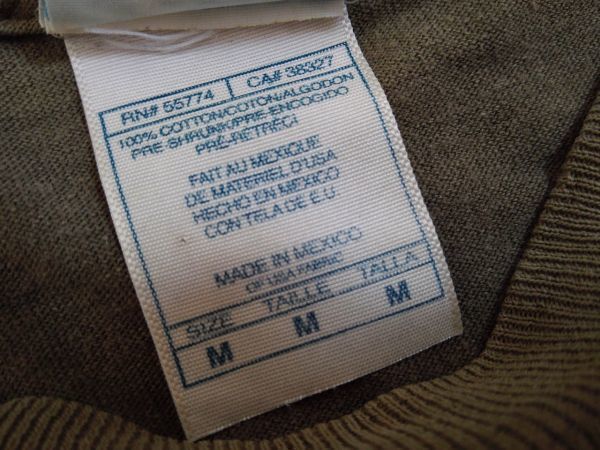 RN# 55774 CA# 38327
100% COTTON/COTON/ALGODON
PRE-SHRUNK/PRE-ENCOGIDO
PRÉ-RÉTRÉCI
FAIT AU MEXIQUE
DE MATERIEL D'USA
HECHO EN MEXICO
CON TELA DE E.U
MADE IN MEXICO
OF USA FABRIC
SIZE TAILLE TALLA
M M M